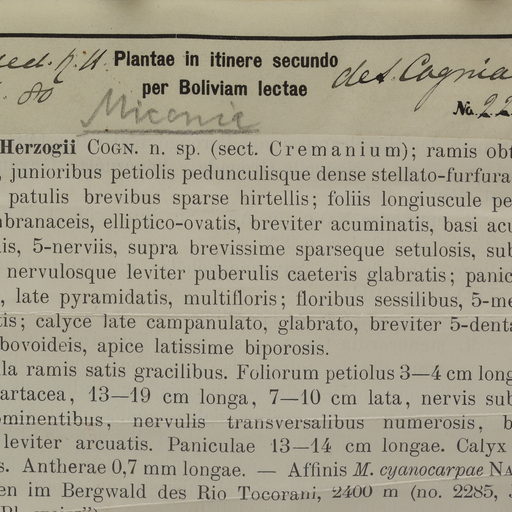 Plantae in itinere secundo
per Boliviam lectae
det. Cognia
80
Miconia
No. 22
Herzogii COGN. n. sp. (sect. Cremanium); ramis obt
, junioribus petiolis pedunculisque dense stellato-furfura
patulis brevibus sparse hirtellis; foliis longiuscule pe
mbranaceis, elliptico-ovatis, breviter acuminatis, basi acu
is, 5-nerviis, supra brevissime sparseque setulosis, sub
nervulosque leviter puberulis caeteris glabratis; panic
, late pyramidatis, multifloris; floribus sessilibus, 5-me
tis; calyce late campanulato, glabrato, breviter 5-denta
bovoideis, apice latissime biporosis.
la ramis satis gracilibus. Foliorum petiolus 3—4 cm long
artacea, 13—19 cm longa, 7—10 cm lata, nervis sub
ominentibus, nervulis transversalibus numerosis, b
leviter arcuatis. Paniculae 13—14 cm longae. Calyx
s. Antherae 0,7 mm longae. — Affinis M. cyanocarpae NA
en im Bergwald des Rio Tocorani, 2400 m (no. 2285,